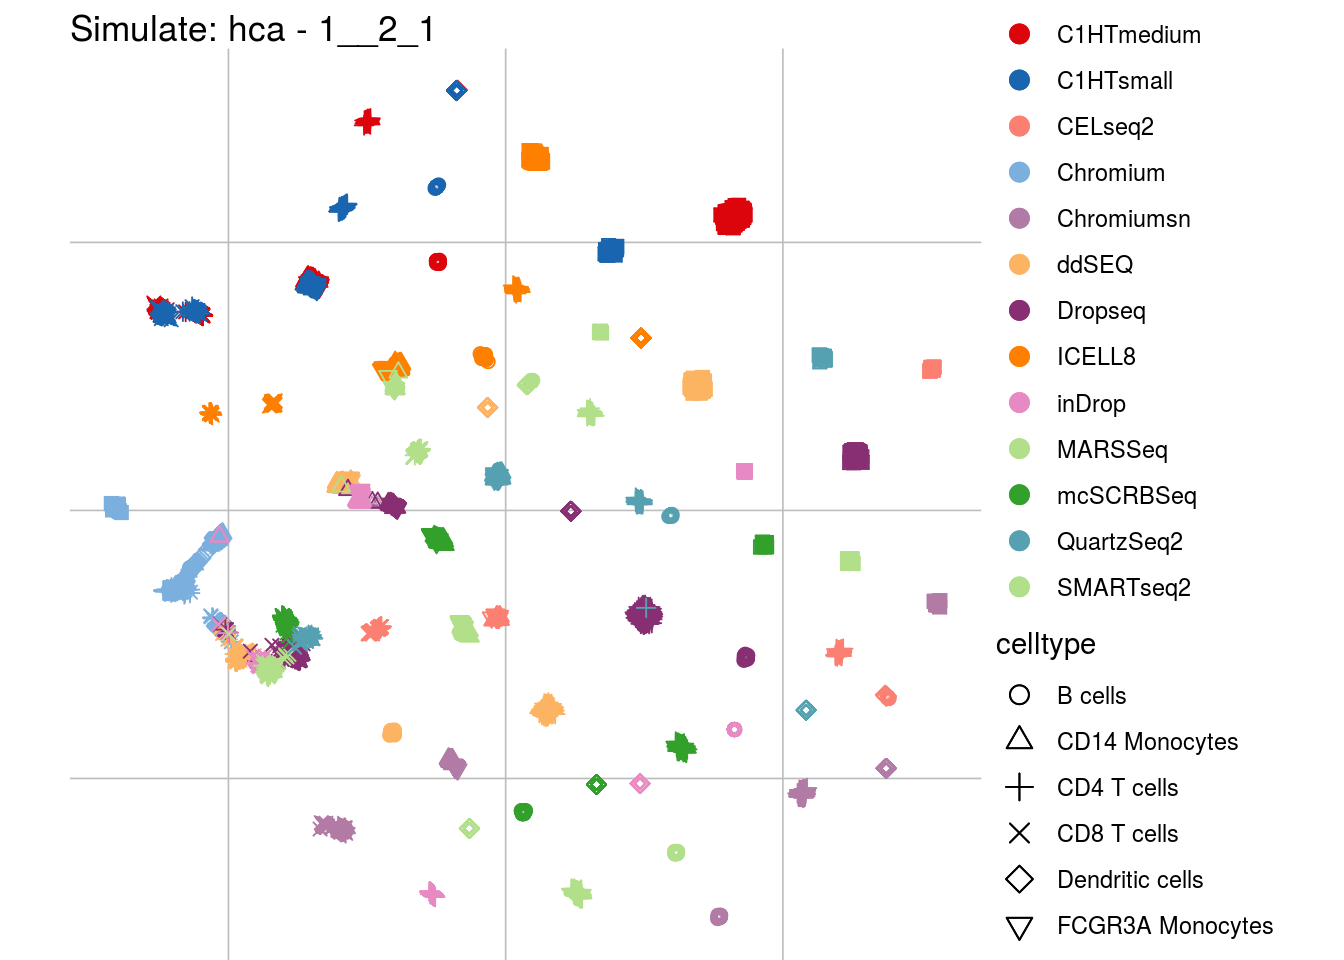 Simulate: hca - 1__2_1
C1HTmedium
C1HTsmall
CELseq2
Chromium
Chromiumsn
ddSEQ
Dropseq
ICELL8
inDrop
MARSSeq
mcSCRBSeq
QuartzSeq2
SMARTseq2
celltype
B cells
CD14 Monocytes
CD4 T cells
CD8 T cells
Dendritic cells
FCGR3A Monocytes